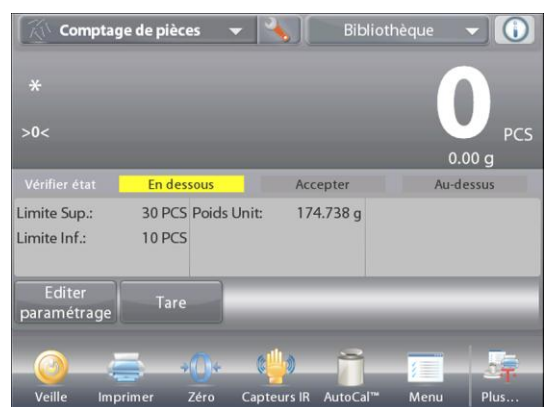 Comptage de pièces Bibliothèque
*
0
>0<
PCS
0.00 g
Vérifier état En dessous Accepter Au-dessus
Limite Sup.: 30 PCS Poids Unit: 174.738 g
Limite Inf.: 10 PCS
Editer
paramétrage
Tare
Veille Imprimer Zéro Capteurs IR AutoCal™ Menu Plus...